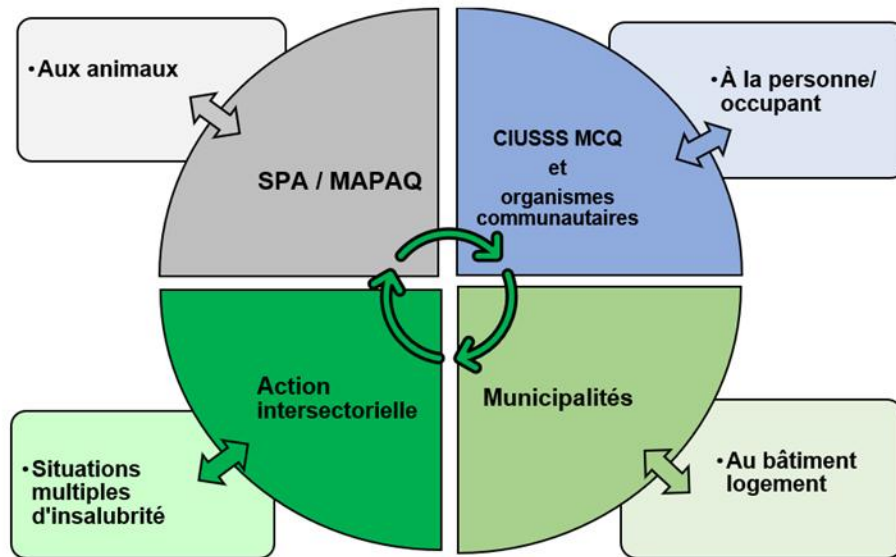 •Aux animaux
SPA / MAPAQ
CIUSSS MCQ
et
organismes
communautaires
•À la personne/
occupant
Action
intersectorielle
•Situations
multiples
d'insalubrité
Municipalités
•Au bâtiment
logement